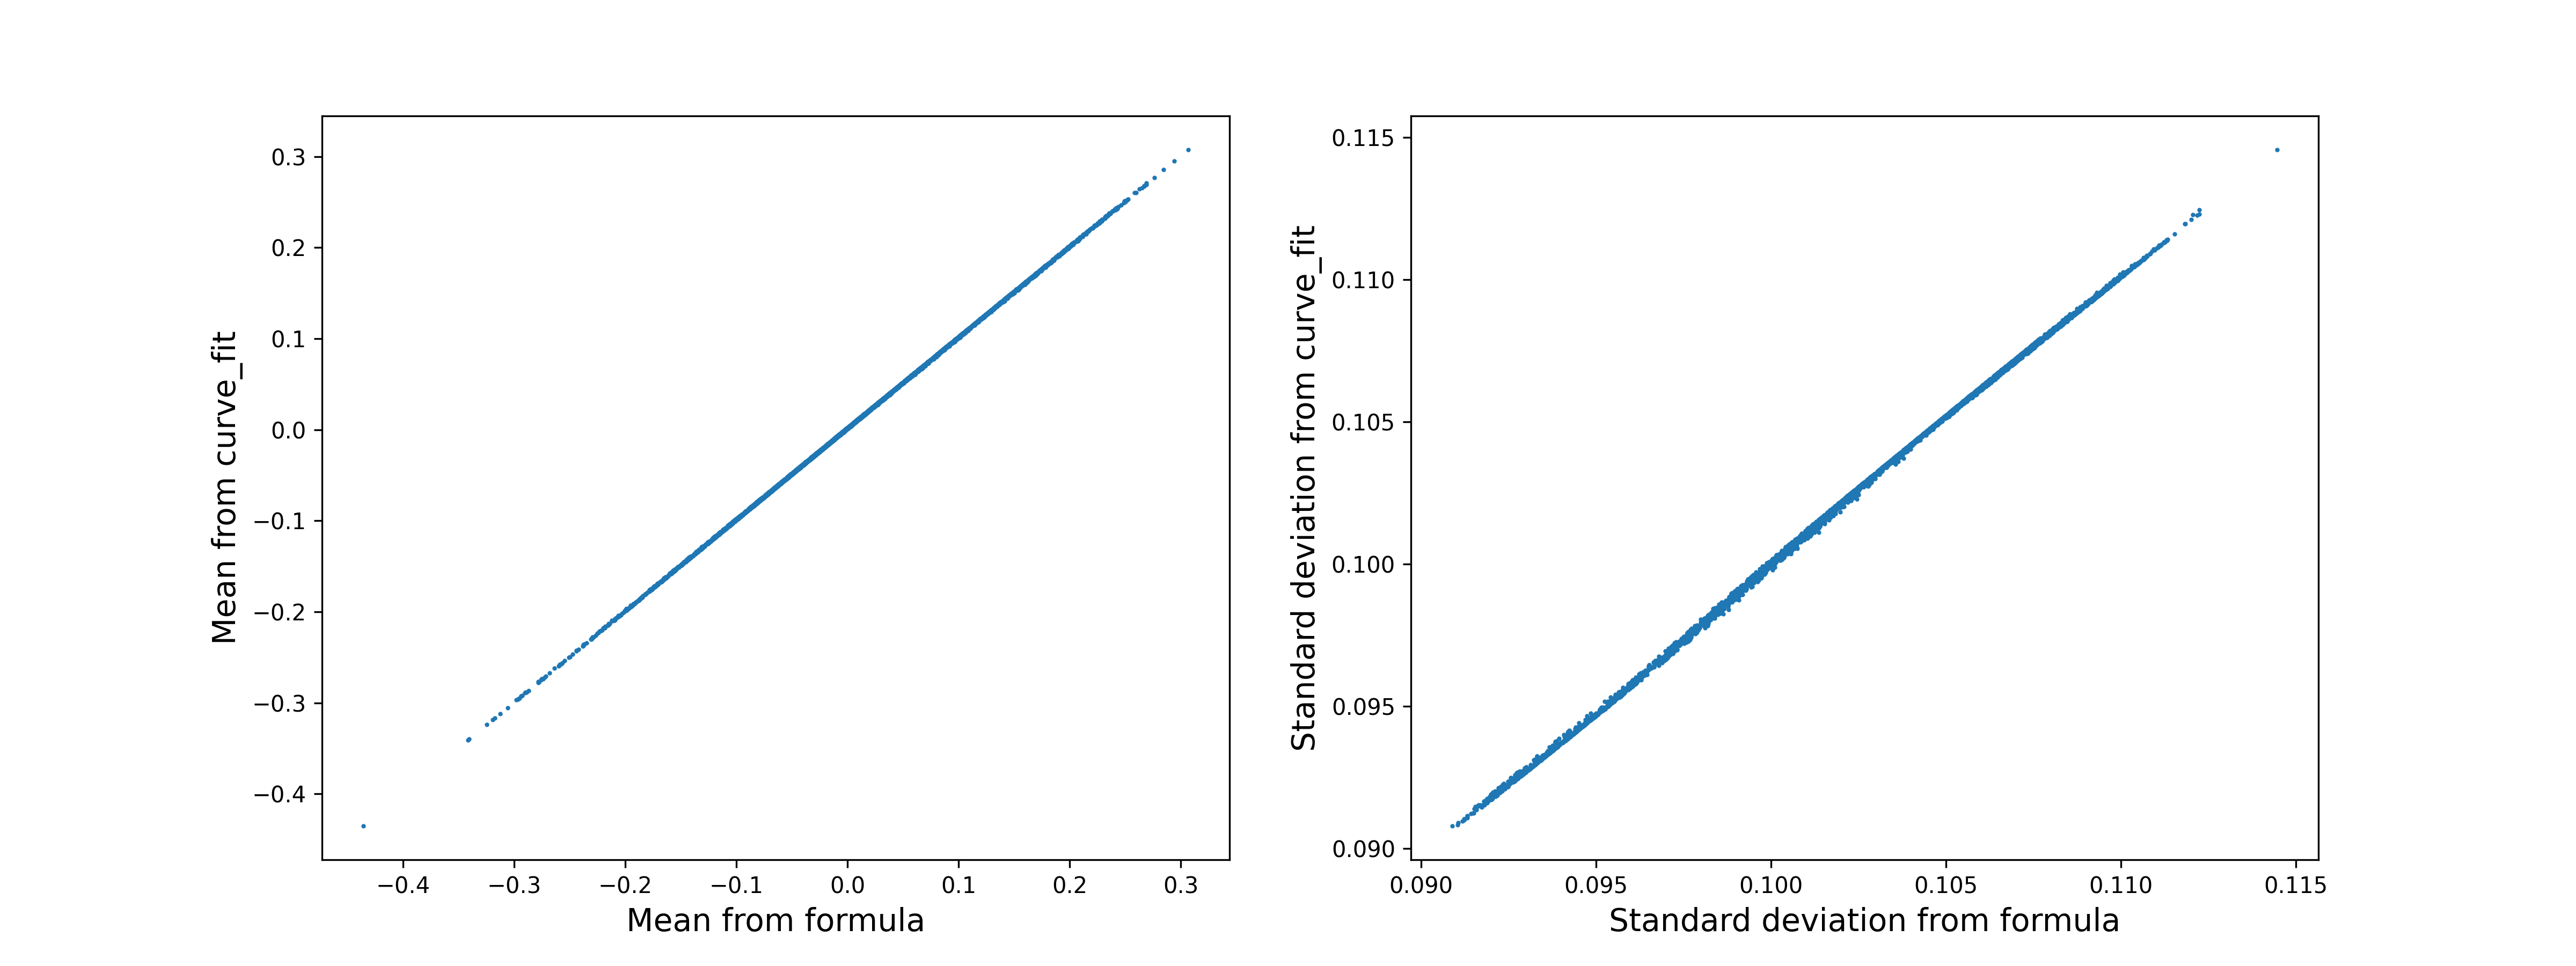 Mean from curve_fit
0.3
0.2
0.1
0.0
−0.1
−0.2
−0.3
−0.4
−0.4 −0.3 −0.2 −0.1 0.0 0.1 0.2 0.3
Mean from formula
Standard deviation from curve_fit
0.115
0.110
0.105
0.100
0.095
0.090
0.090 0.095 0.100 0.105 0.110 0.115
Standard deviation from formula